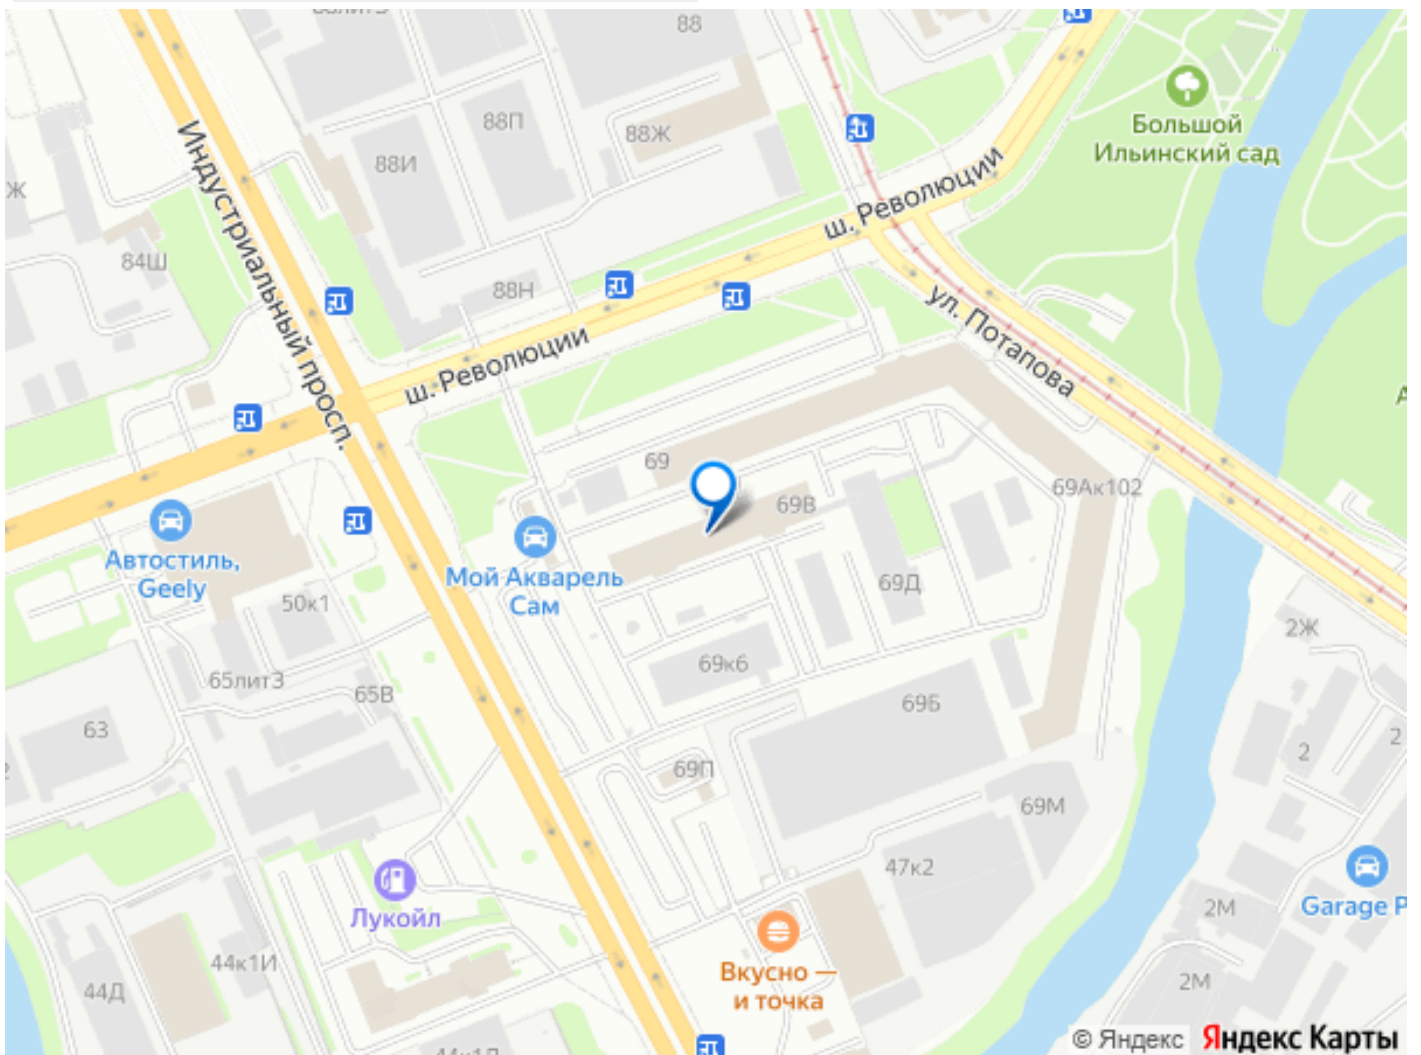 88
88П
88Ж
88И
Большой
Ильинский сад
Ж
Индустриальный просп.
ш. Революции
84Ш
88Н
ул. Потапова
ш. Революции
69
69В
69Ак102
Автостиль,
Geely
Мой Акварель
Сам
50к1
69Д
2Ж
69к6
65литЗ
65В
69Б
63
2
2
69П
69М
47к2
Лукойл
Garage P
2М
Вкусно —
и точка
44к1И
44Д
2М
© Яндекс Яндекс Карты